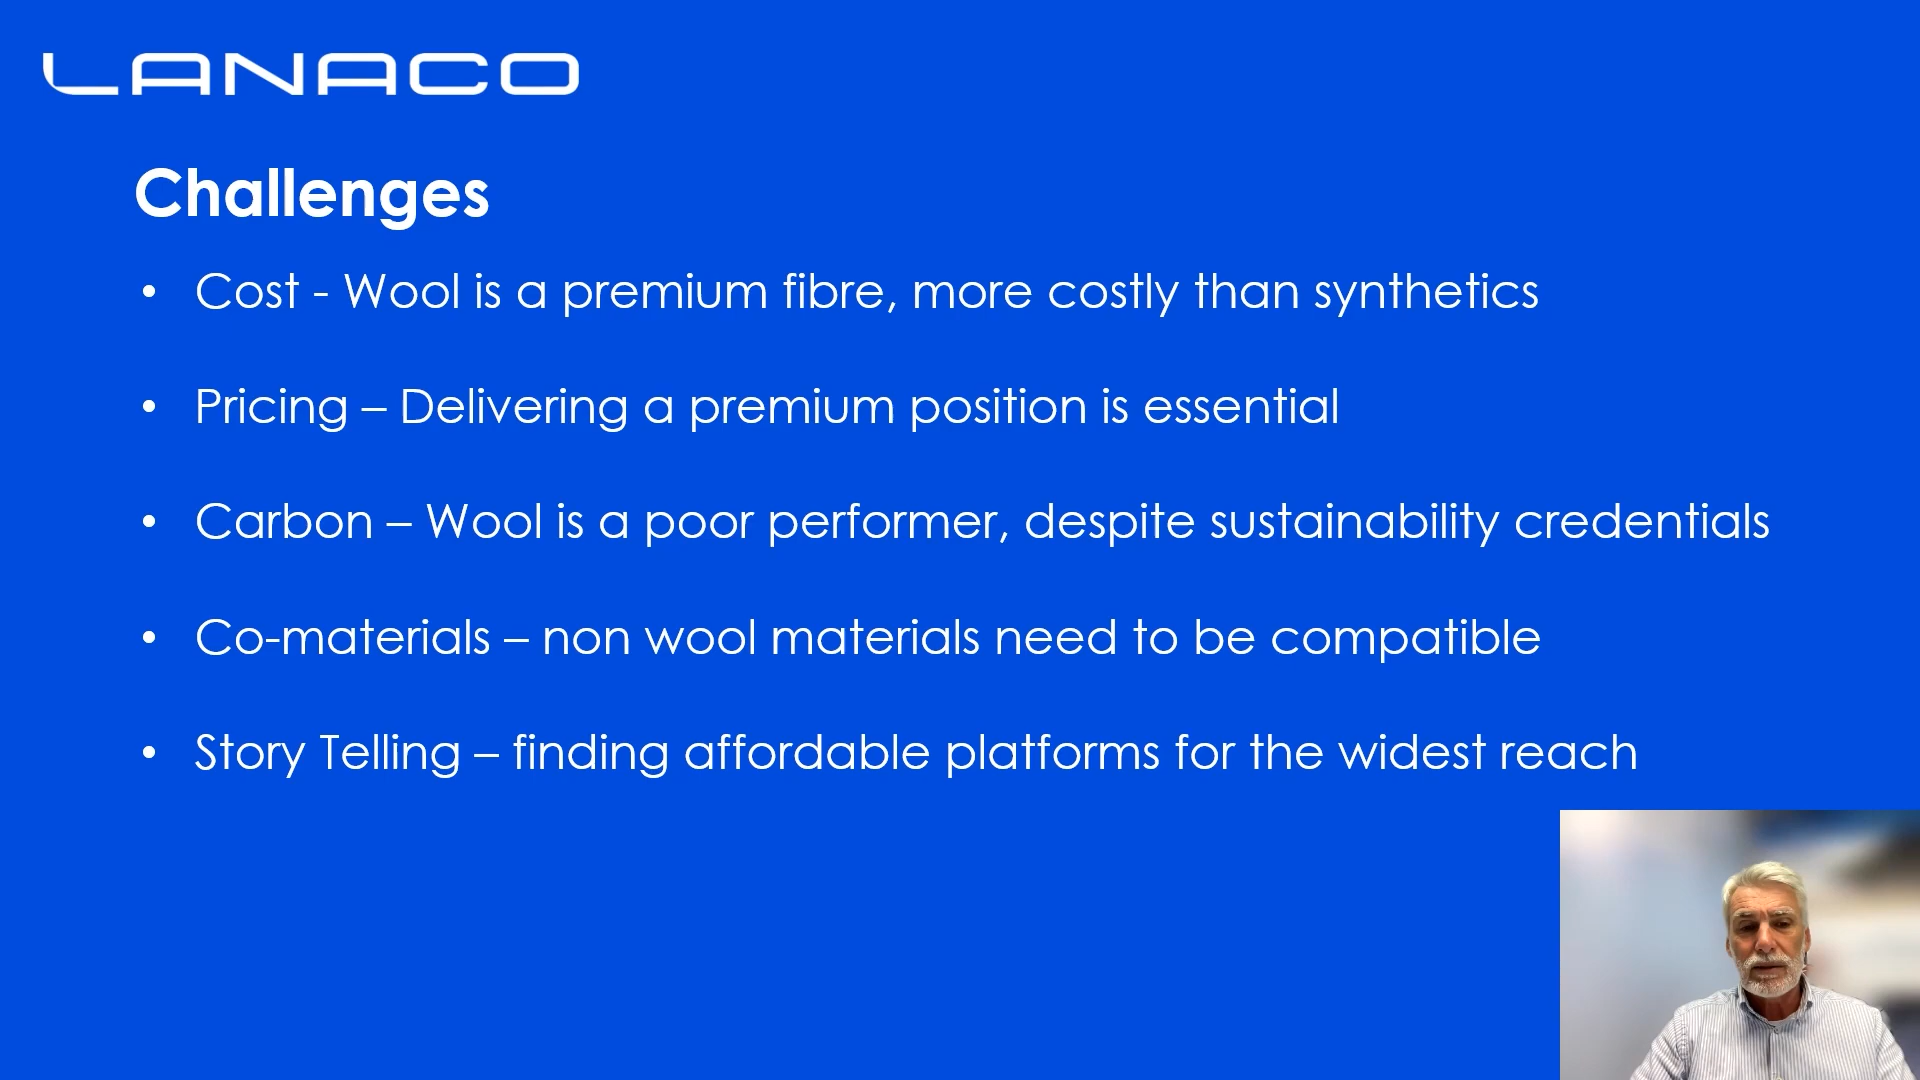 LANACO
Challenges
• Cost - Wool is a premium fibre, more costly than synthetics
• Pricing – Delivering a premium position is essential
• Carbon – Wool is a poor performer, despite sustainability credentials
• Co-materials – non wool materials need to be compatible
• Story Telling – finding affordable platforms for the widest reach